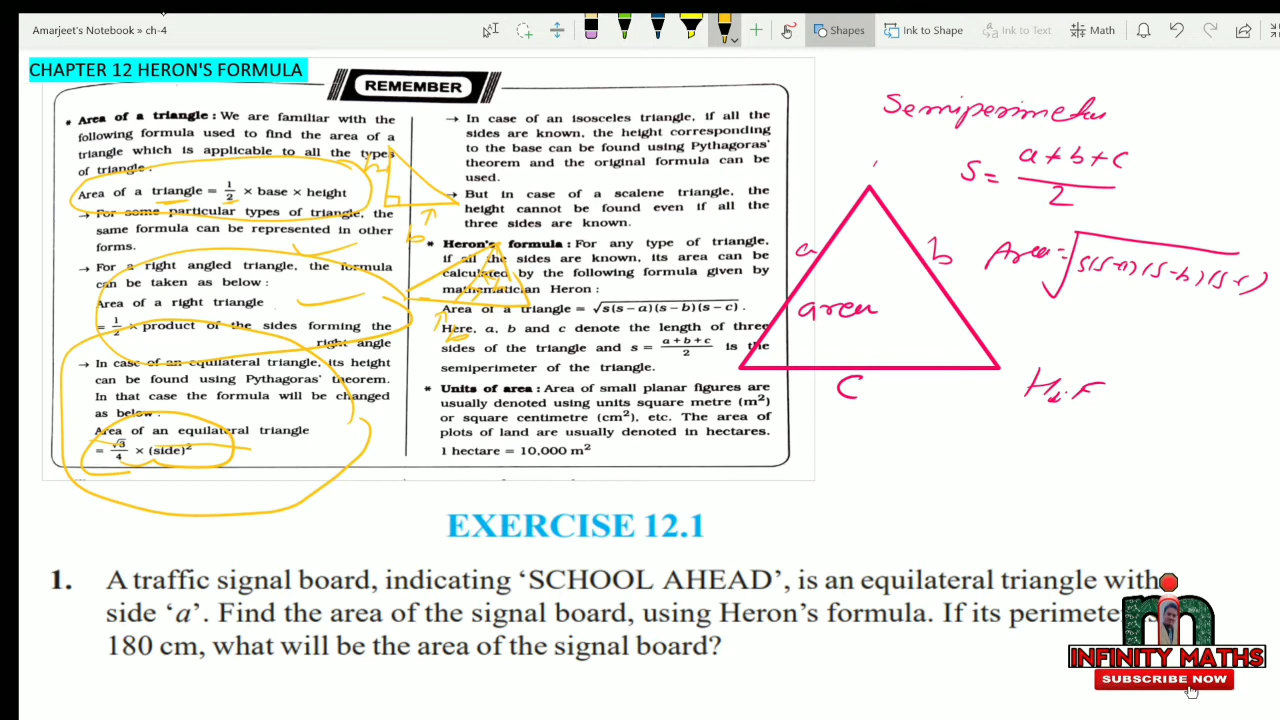 Amarjeet's Notebook » ch-4
Shapes
Ink to Shape
Ink to Text
Math
CHAPTER 12 HERON'S FORMULA
REMEMBER
* Area of a triangle : We are familiar with the
following formula used to find the area of a
triangle which is applicable to all the types
of triangle.
Area of a triangle = 1/2 × base × height
→ For some particular types of triangle, the
same formula can be represented in other
forms.
→ For a right angled triangle, the formula
can be taken as below :
Area of a right triangle
= 1/2 × product of the sides forming the
right angle
→ In case of an equilateral triangle, its height
can be found using Pythagoras' theorem.
In that case the formula will be changed
as below :
Area of an equilateral triangle
= √3/4 × (side)²
h
b
→ In case of an isosceles triangle, if all the
sides are known, the height corresponding
to the base can be found using Pythagoras'
theorem and the original formula can be
used.
→ But in case of a scalene triangle, the
height cannot be found even if all the
three sides are known.
* Heron's formula : For any type of triangle,
if all the sides are known, its area can be
calculated by the following formula given by
mathematician Heron :
Area of a triangle = √s(s − a)(s − b)(s − c) .
Here, a, b and c denote the length of three
sides of the triangle and s = a + b + c/2 is the
semiperimeter of the triangle.
b
* Units of area : Area of small planar figures are
usually denoted using units square metre (m²)
or square centimetre (cm²), etc. The area of
plots of land are usually denoted in hectares.
1 hectare = 10,000 m²
Semiperimeter
S = a+b+c/2
a
b
Area = √s(s-a)(s-b)(s-c)
area
C
H.F
EXERCISE 12.1
1. A traffic signal board, indicating ‘SCHOOL AHEAD’, is an equilateral triangle with
side ‘a’. Find the area of the signal board, using Heron’s formula. If its perimeter
180 cm, what will be the area of the signal board?
INFINITY MATHS
SUBSCRIBE NOW